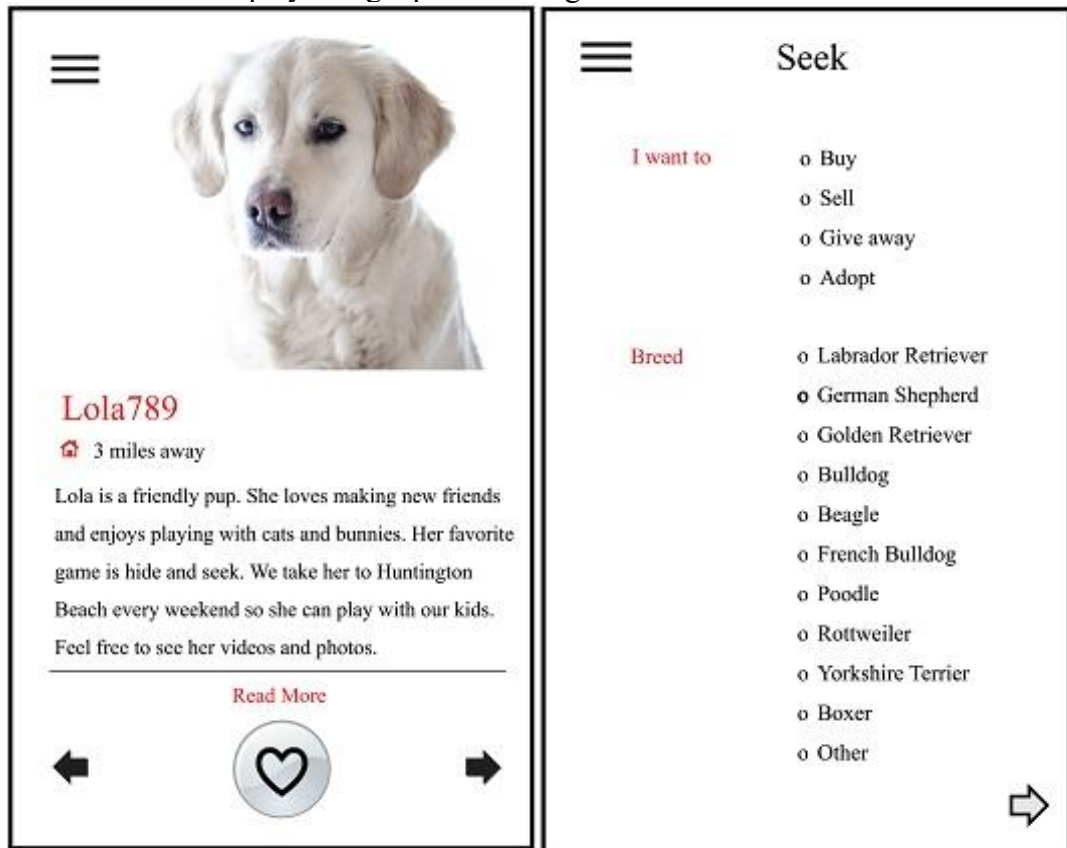 Lola789
3 miles away
Lola is a friendly pup. She loves making new friends
and enjoys playing with cats and bunnies. Her favorite
game is hide and seek. We take her to Huntington
Beach every weekend so she can play with our kids.
Feel free to see her videos and photos.
Read More
Seek
I want to
o Buy
o Sell
o Give away
o Adopt
Breed
o Labrador Retriever
o German Shepherd
o Golden Retriever
o Bulldog
o Beagle
o French Bulldog
o Poodle
o Rottweiler
o Yorkshire Terrier
o Boxer
o Other